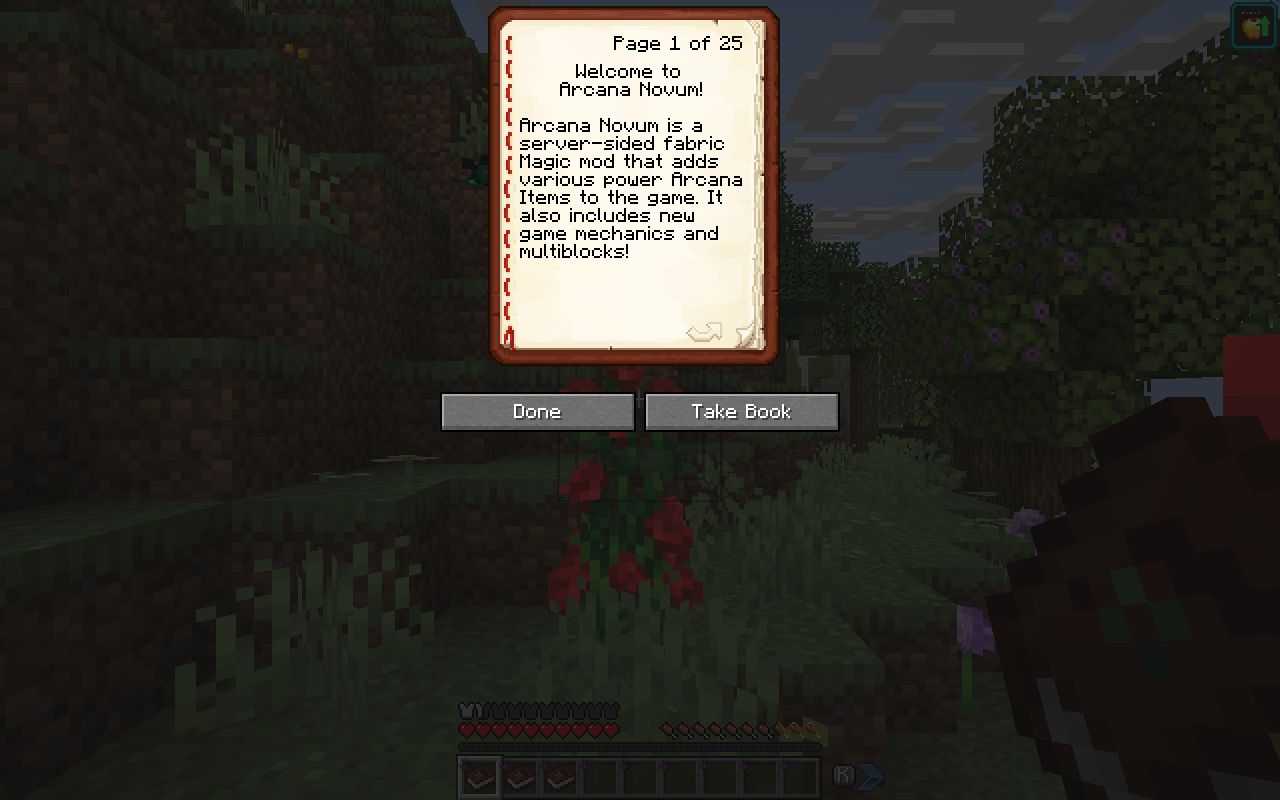 Page 1 of 25
Welcome to
Arcana Novum!
Arcana Novum is a
server-sided fabric
Magic mod that adds
various power Arcana
Items to the game. It
also includes new
game mechanics and
multiblocks!
Done
Take Book
K